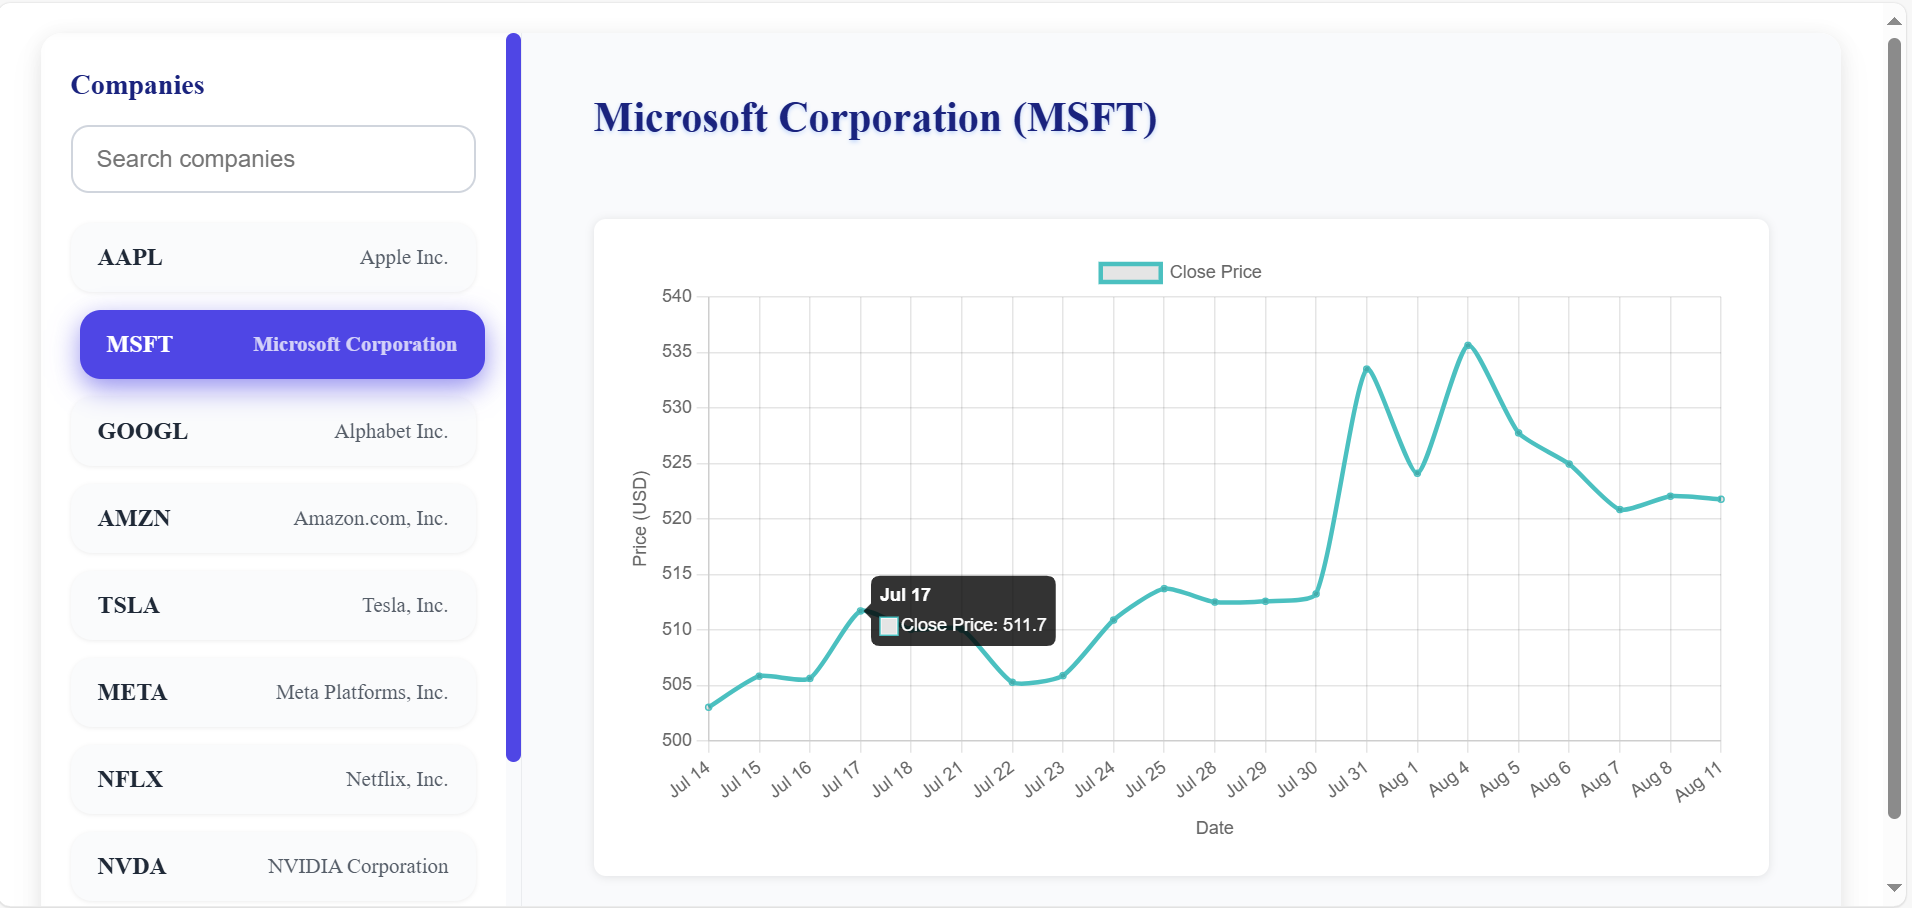 Companies
Search companies
AAPL Apple Inc.
MSFT Microsoft Corporation
GOOGL Alphabet Inc.
AMZN Amazon.com, Inc.
TSLA Tesla, Inc.
META Meta Platforms, Inc.
NFLX Netflix, Inc.
NVDA NVIDIA Corporation
Microsoft Corporation (MSFT)
Close Price
540
535
530
525
520
515
510
505
500
Price (USD)
Jul 17
Close Price: 511.7
Jul 14 Jul 15 Jul 16 Jul 17 Jul 18 Jul 21 Jul 22 Jul 23 Jul 24 Jul 25 Jul 28 Jul 29 Jul 30 Jul 31 Aug 1 Aug 4 Aug 5 Aug 6 Aug 7 Aug 8 Aug 11
Date